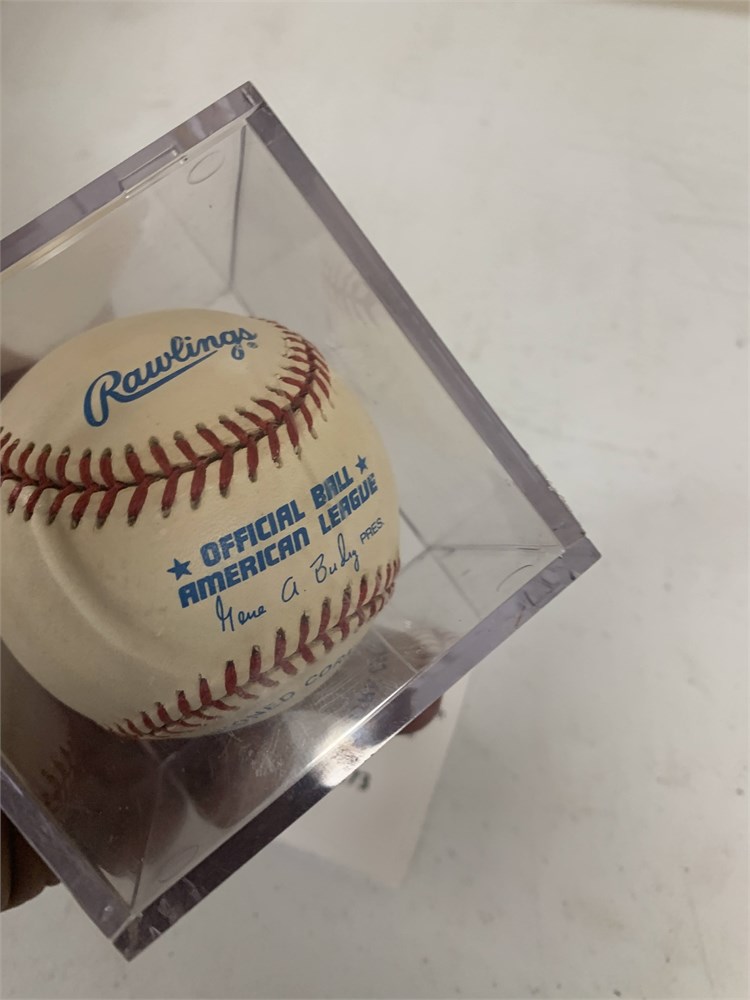 Rawlings®
★ OFFICIAL BALL ★
AMERICAN LEAGUE
Gene A. Budig PRES.